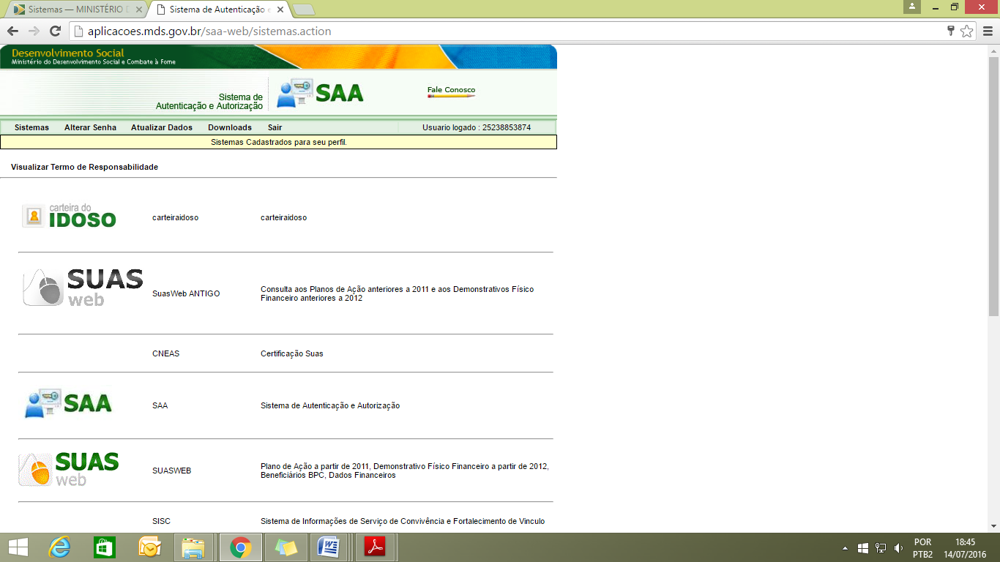 Sistemas — MINISTÉRIO D
Sistema de Autenticação e
aplicacoes.mds.gov.br/saa-web/sistemas.action
Desenvolvimento Social
Ministério do Desenvolvimento Social e Combate à Fome
Sistema de
Autenticação e Autorização
SAA
Fale Conosco
Sistemas Alterar Senha Atualizar Dados Downloads Sair Usuario logado : 25238853874
Sistemas Cadastrados para seu perfil.
Visualizar Termo de Responsabilidade
carteira do
IDOSO
carteiraidoso carteiraidoso
SUAS
web
SuasWeb ANTIGO
Consulta aos Planos de Ação anteriores a 2011 e aos Demonstrativos Físico
Financeiro anteriores a 2012
CNEAS Certificação Suas
SAA
SAA Sistema de Autenticação e Autorização
SUAS
web
SUASWEB
Plano de Ação a partir de 2011, Demonstrativo Físico Financeiro a partir de 2012,
Beneficiários BPC, Dados Financeiros
SISC Sistema de Informações de Serviço de Convivência e Fortalecimento de Vinculo
POR 18:45
PTB2 14/07/2016